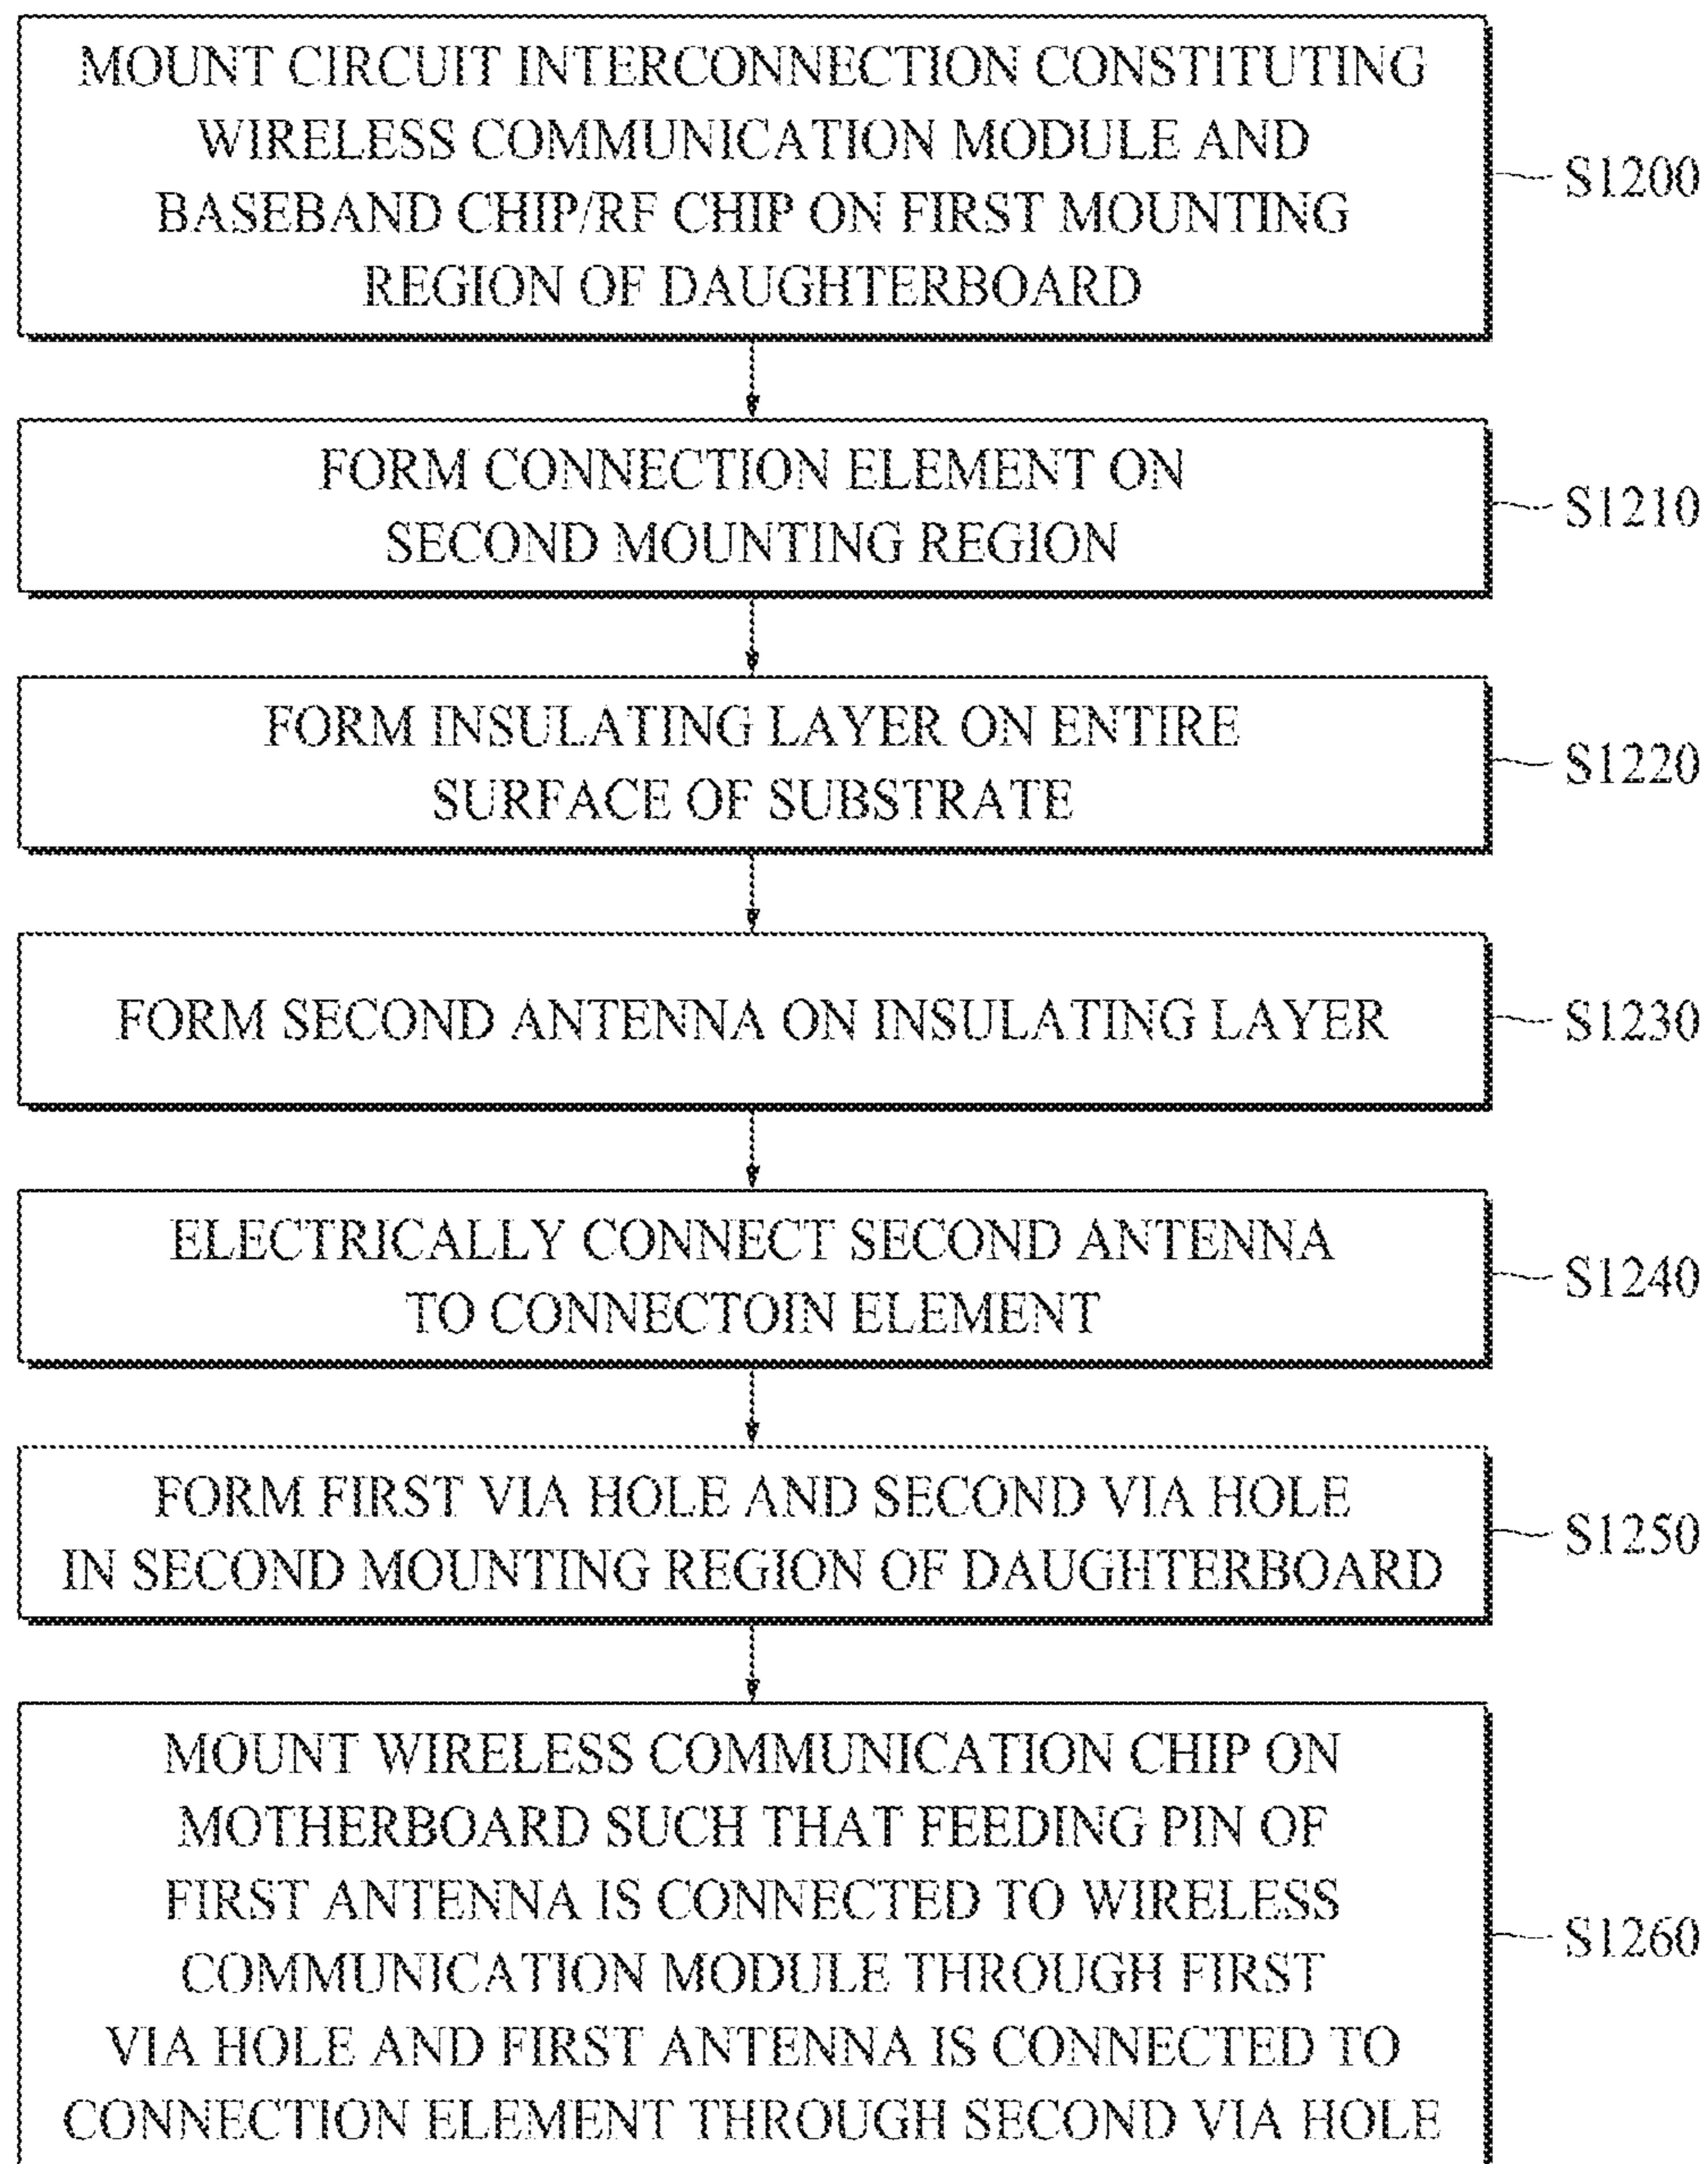 MOUNT CIRCUIT INTERCONNECTION CONSTITUTING
WIRELESS COMMUNICATION MODULE AND
BASEBAND CHIP/RF CHIP ON FIRST MOUNTING
REGION OF DAUGHTERBOARD
S1200
FORM CONNECTION ELEMENT ON
SECOND MOUNTING REGION
S1210
FORM INSULATING LAYER ON ENTIRE
SURFACE OF SUBSTRATE
S1220
FORM SECOND ANTENNA ON INSULATING LAYER
S1230
ELECTRICALLY CONNECT SECOND ANTENNA
TO CONNECTOIN ELEMENT
S1240
FORM FIRST VIA HOLE AND SECOND VIA HOLE
IN SECOND MOUNTING REGION OF DAUGHTERBOARD
S1250
MOUNT WIRELESS COMMUNICATION CHIP ON
MOTHERBOARD SUCH THAT FEEDING PIN OF
FIRST ANTENNA IS CONNECTED TO WIRELESS
COMMUNICATION MODULE THROUGH FIRST
VIA HOLE AND FIRST ANTENNA IS CONNECTED TO
CONNECTION ELEMENT THROUGH SECOND VIA HOLE
S1260